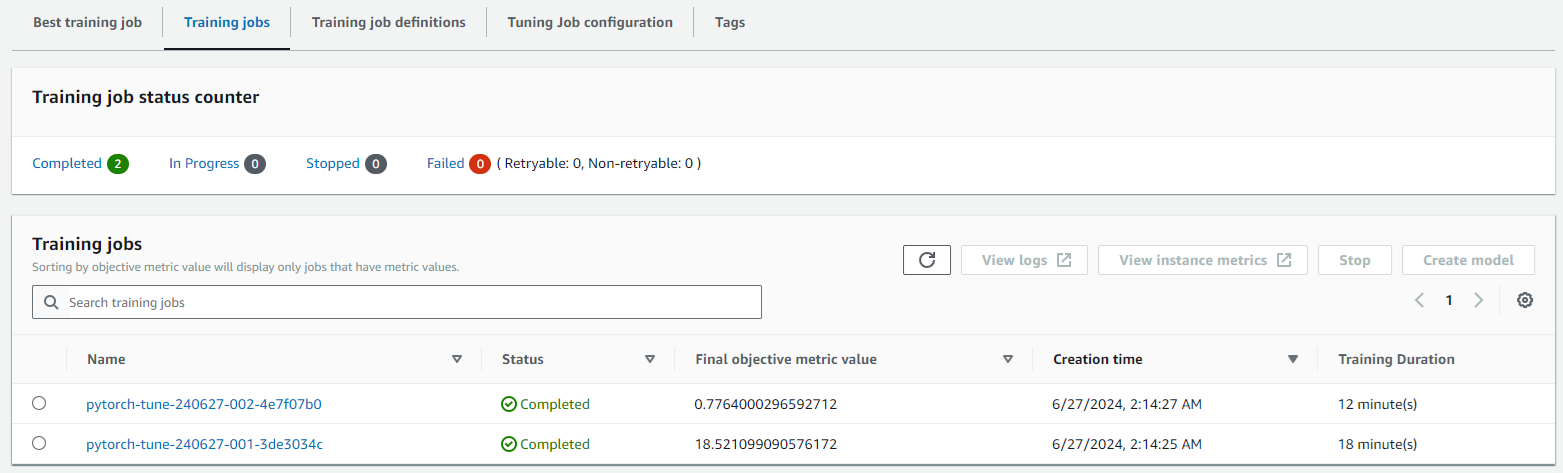 Best training job Training jobs Training job definitions Tuning Job configuration Tags
Training job status counter
Completed 2 In Progress 0 Stopped 0 Failed 0 ( Retryable: 0, Non-retryable: 0 )
Training jobs
Sorting by objective metric value will display only jobs that have metric values.
View logs View instance metrics Stop Create model
Search training jobs
1
Name Status Final objective metric value Creation time Training Duration
pytorch-tune-240627-002-4e7f07b0 Completed 0.7764000296592712 6/27/2024, 2:14:27 AM 12 minute(s)
pytorch-tune-240627-001-3de3034c Completed 18.521099090576172 6/27/2024, 2:14:25 AM 18 minute(s)